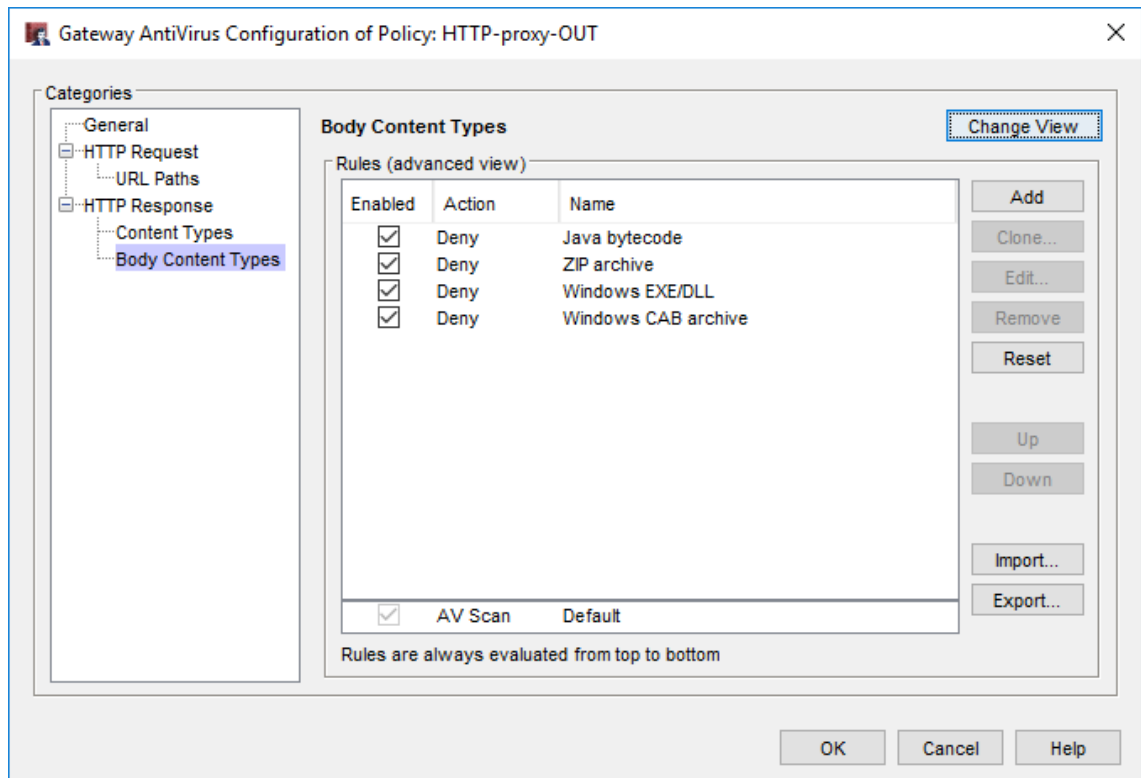 Gateway AntiVirus Configuration of Policy: HTTP-proxy-OUT
Categories
General
HTTP Request
URL Paths
HTTP Response
Content Types
Body Content Types
Body Content Types
Change View
Rules (advanced view)
Enabled Action Name
Deny Java bytecode
Deny ZIP archive
Deny Windows EXE/DLL
Deny Windows CAB archive
AV Scan Default
Rules are always evaluated from top to bottom
Add
Clone...
Edit...
Remove
Reset
Up
Down
Import...
Export...
OK Cancel Help